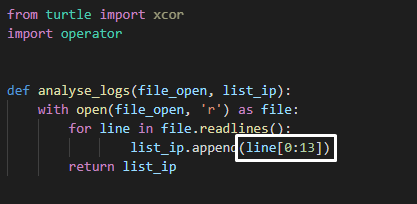 from turtle import xcor
import operator
def analyse_logs(file_open, list_ip):
with open(file_open, 'r') as file:
for line in file.readlines():
list_ip.append(line[0:13])
return list_ip